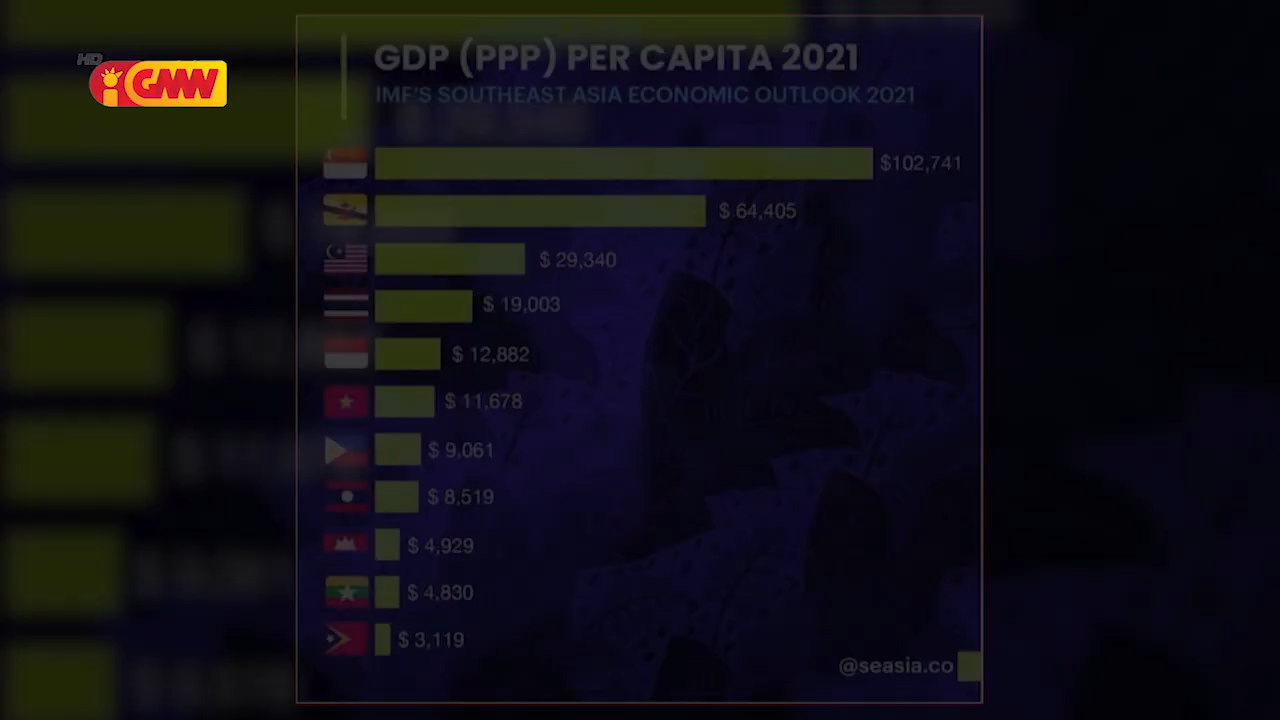 HD
iGMW
GDP (PPP) PER CAPITA 2021
IMF'S SOUTHEAST ASIA ECONOMIC OUTLOOK 2021
$102,741
$ 64,405
$ 29,340
$ 19,003
$ 12,882
$ 11,678
$ 9,061
$ 8,519
$ 4,929
$ 4,830
$ 3,119
@seasia.co